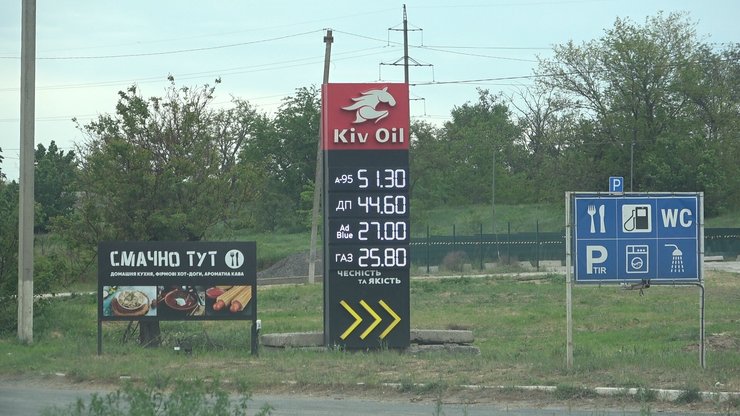 Kiv Oil
А-95 51.30
ДП 44.60
Ad Blue 27.00
ГАЗ 25.80
ЧЕСНІСТЬ
ТА ЯКІСТЬ
СМАЧНО ТУТ
ДОМАШНЯ КУХНЯ, ФІРМОВІ ХОТ-ДОГИ, АРОМАТНА КАВА
P
WC
P
TIR